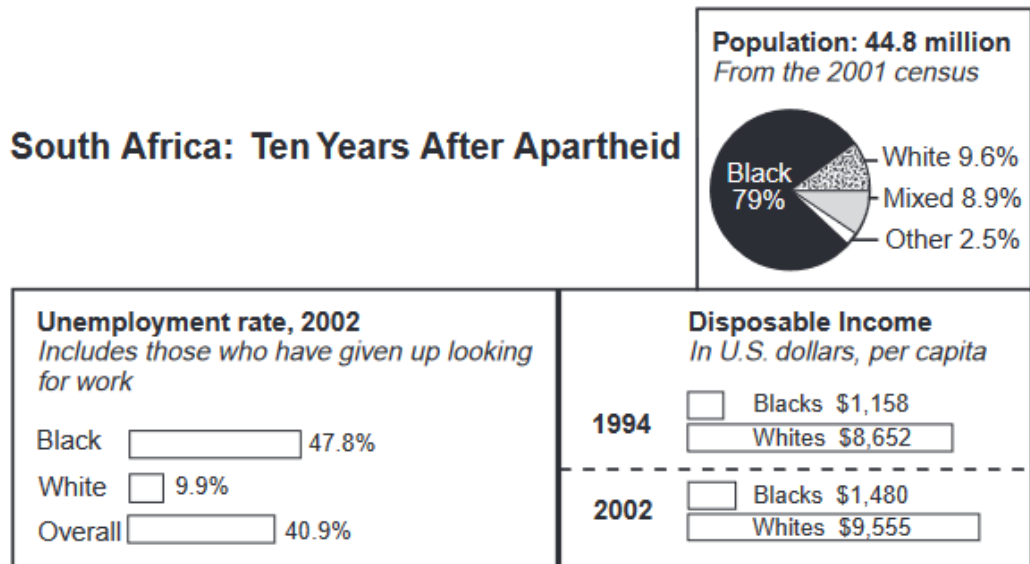 South Africa: Ten Years After Apartheid
Population: 44.8 million
From the 2001 census
Black
79%
White 9.6%
Mixed 8.9%
Other 2.5%
Unemployment rate, 2002
Includes those who have given up looking
for work
Black 47.8%
White 9.9%
Overall 40.9%
Disposable Income
In U.S. dollars, per capita
1994
Blacks $1,158
Whites $8,652
2002
Blacks $1,480
Whites $9,555